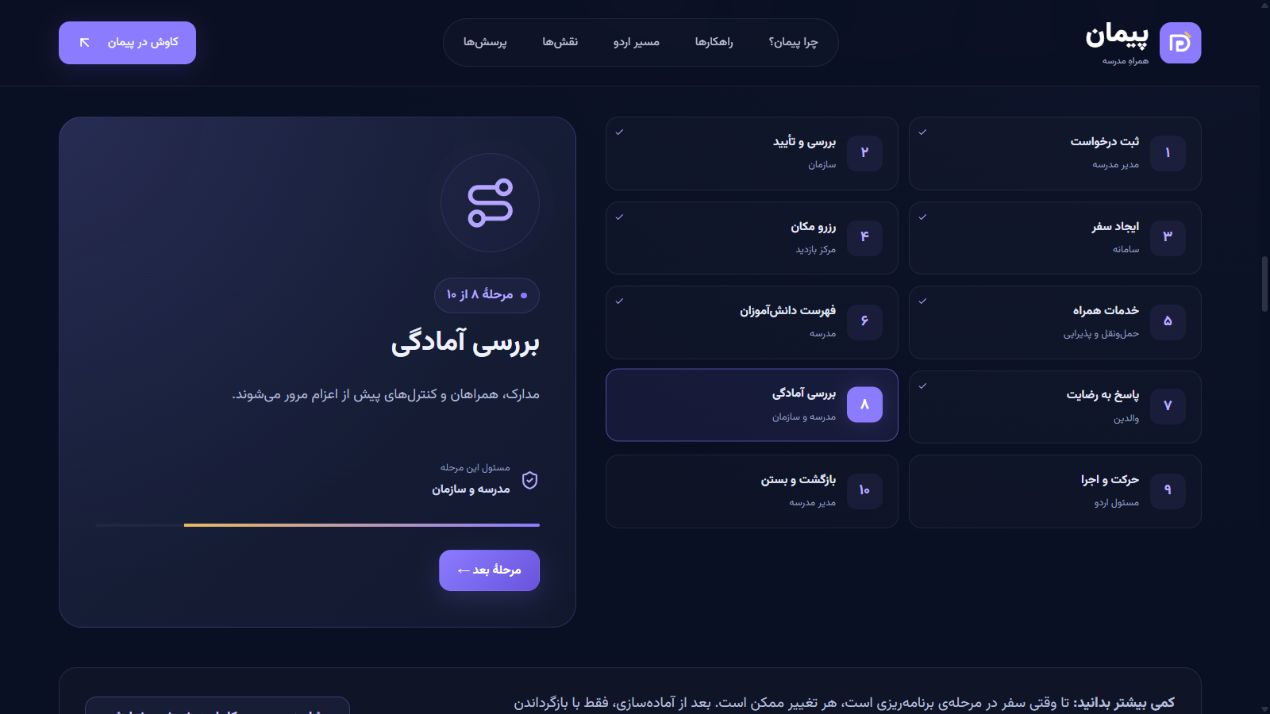 پیمان
همراه مدرسه
چرا پیمان؟
راهکارها
مسیر اردو
نقش‌ها
پرسش‌ها
کاوش در پیمان
۱
ثبت درخواست
مدیر مدرسه
۲
بررسی و تأیید
سازمان
۳
ایجاد سفر
سامانه
۴
رزرو مکان
مرکز بازدید
۵
خدمات همراه
حمل‌ونقل و پذیرایی
۶
فهرست دانش‌آموزان
مدرسه
۷
پاسخ به رضایت
والدین
۸
بررسی آمادگی
مدرسه و سازمان
۹
حرکت و اجرا
مسئول اردو
۱۰
بازگشت و بستن
مدیر مدرسه
مرحلهٔ ۸ از ۱۰
بررسی آمادگی
مدارک، همراهان و کنترل‌های پیش از اعزام مرور می‌شوند.
مسئول این مرحله
مدرسه و سازمان
مرحلهٔ بعد ←
کمی بیشتر بدانید: تا وقتی سفر در مرحله‌ی برنامه‌ریزی است، هر تغییر ممکن است. بعد از آماده‌سازی، فقط با بازگرداندن